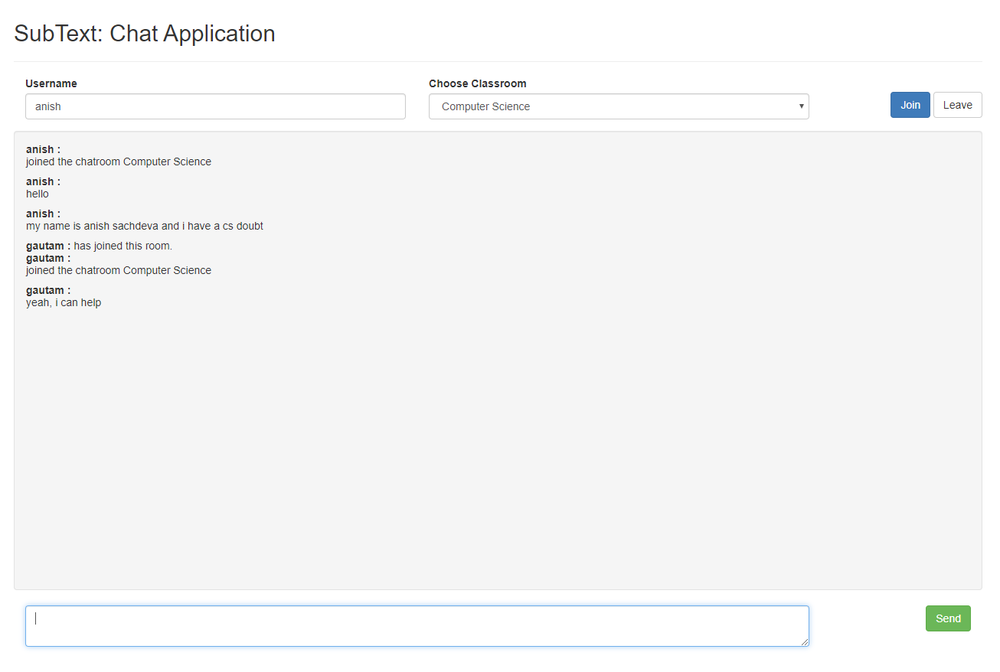 SubText: Chat Application
Username
Choose Classroom
anish
Computer Science
Join
Leave
anish :
joined the chatroom Computer Science
anish :
hello
anish :
my name is anish sachdeva and i have a cs doubt
gautam : has joined this room.
gautam :
joined the chatroom Computer Science
gautam :
yeah, i can help
Send